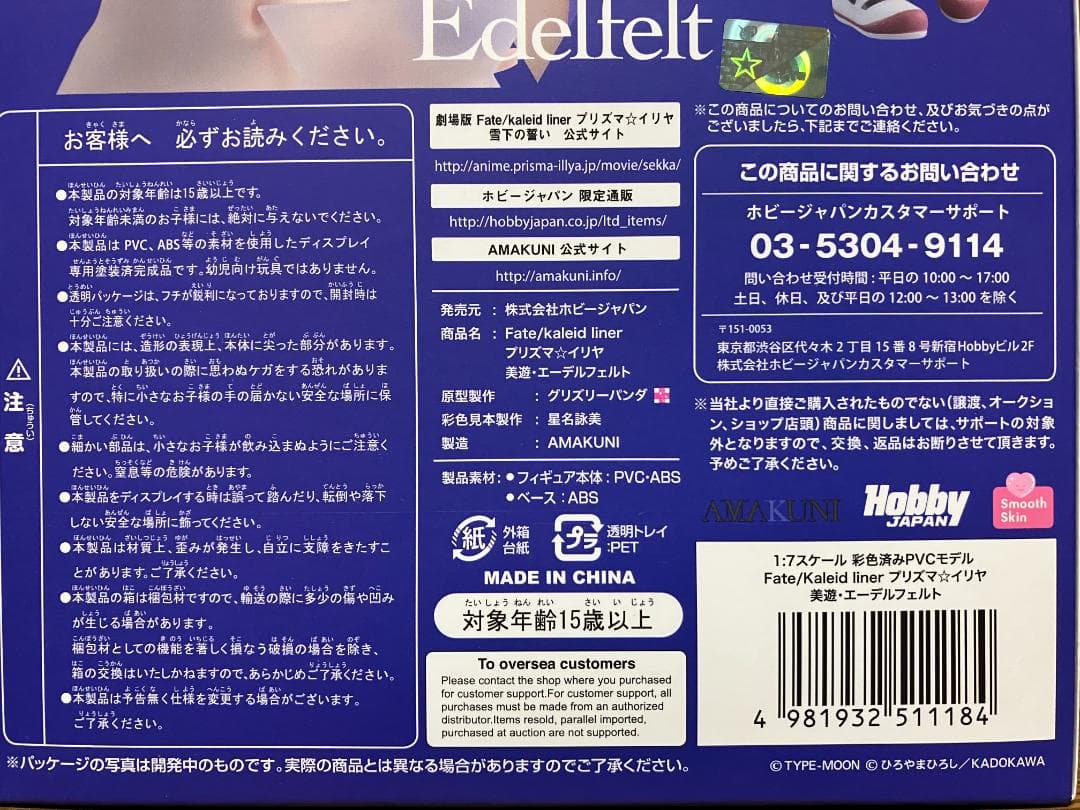 Edelfelt
お客様へ 必ずお読みください。
●本製品の対象年齢は15歳以上です。
対象年齢未満のお子様には、絶対に与えないでください。
●本製品は PVC、ABS等の素材を使用したディスプレイ
専用塗装済完成品です。幼児向け玩具ではありません。
●透明パッケージは、フチが鋭利になっておりますので、開封時は
十分ご注意ください。
●本製品には、造形の表現上、本体に尖った部分があります。
本製品の取り扱いの際に思わぬケガをする恐れがありま
すので、特に小さなお子様の手の届かない安全な場所に保
管してください。
●細かい部品は、小さなお子様が飲み込まぬようにご注意く
ださい。窒息等の危険があります。
●本製品をディスプレイする時は誤って踏んだり、転倒や落下
しない安全な場所に飾ってください。
●本製品は材質上、歪みが発生し、自立に支障をきたすこ
とがあります。ご了承ください。
●本製品の箱は梱包材ですので、輸送の際に多少の傷や凹み
が生じる場合があります。
梱包材としての機能を著しく損なう破損の場合を除き、
箱の交換はいたしかねますので、あらかじめご了承ください。
●本製品は予告無く仕様を変更する場合がございます。
ご了承ください。
注意
(ちゅうい)
劇場版 Fate/kaleid liner プリズマ☆イリヤ
雪下の誓い 公式サイト
http://anime.prisma-illya.jp/movie/sekka/
ホビージャパン 限定通販
http://hobbyjapan.co.jp/ltd_items/
AMAKUNI 公式サイト
http://amakuni.info/
発売元 : 株式会社ホビージャパン
商品名 : Fate/kaleid liner
プリズマ☆イリヤ
美遊・エーデルフェルト
原型製作 : グリズリーパンダ
彩色見本製作 : 星名詠美
製造 : AMAKUNI
製品素材:●フィギュア本体:PVC・ABS
●ベース:ABS
紙 外箱
台紙
プラ 透明トレイ
:PET
MADE IN CHINA
対象年齢15歳以上
To oversea customers
Please contact the shop where you purchased
for customer support.For customer support, all
purchases must be made from an authorized
distributor.Items resold, parallel imported,
purchased at auction are not supported.
※この商品についてのお問い合わせ、及びお気づきの点が
ございましたら、下記までご連絡ください。
この商品に関するお問い合わせ
ホビージャパンカスタマーサポート
03-5304-9114
問い合わせ受付時間:平日の 10:00 〜 17:00
土日、休日、及び平日の 12:00 〜 13:00 を除く
〒151-0053
東京都渋谷区代々木 2 丁目 15 番 8 号新宿Hobbyビル 2F
株式会社ホビージャパンカスタマーサポート
※当社より直接ご購入されたものでない(譲渡、オークショ
ン、ショップ店頭)商品に関しましては、サポートの対象
外となりますので、交換、返品はお断りさせて頂きます。
予めご了承ください。
AMAKUNI
Hobby
JAPAN
Smooth
Skin
1:7スケール 彩色済みPVCモデル
Fate/Kaleid liner プリズマ☆イリヤ
美遊・エーデルフェルト
4 981932 511184
※パッケージの写真は開発中のものです。実際の商品とは異なる場合がありますのでご了承ください。
©TYPE-MOON ©ひろやまひろし/KADOKAWA